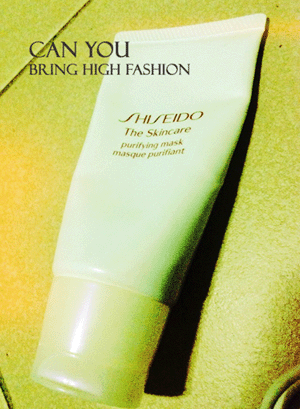 CAN YOU
BRING HIGH FASHION
SHISEIDO
The Skincare
purifying mask
masque purifiant